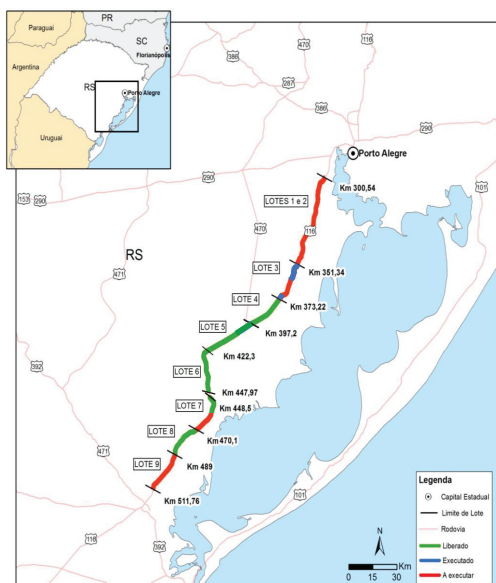 PR
Paraguai
SC
Florianópolis
Argentina
RS
Porto Alegre
Uruguai
116
470
386
287
386
Porto Alegre
290
101
290
Km 300,54
153
290
LOTES 1 e 2
116
RS
LOTE 3
Km 351,34
471
470
LOTE 4
Km 373,22
LOTE 5
Km 397,2
Km 422,3
392
LOTE 6
Km 447,97
LOTE 7
Km 448,5
LOTE 8
Km 470,1
471
LOTE 9
Km 489
Km 511,76
101
116
392
N
Km
0 15 30
Legenda
Capital Estadual
Limite de Lote
Rodovia
Liberado
Executado
A executar